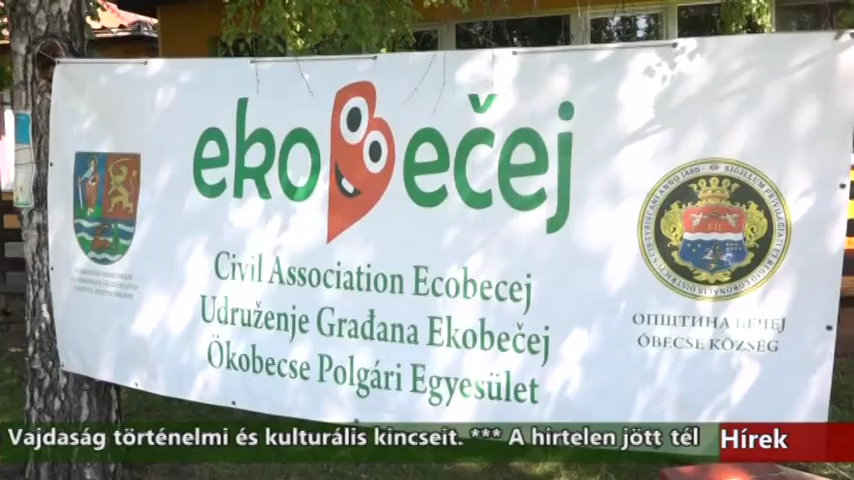 ekoBečej
Civil Association Ecobecej
Udruženje Građana Ekobečej
Ökobecse Polgári Egyesület
ОПШТИНА БЕЧЕЈ
ÓBECSE KÖZSÉG
Vajdaság történelmi és kulturális kincseit. *** A hirtelen jött tél
Hírek